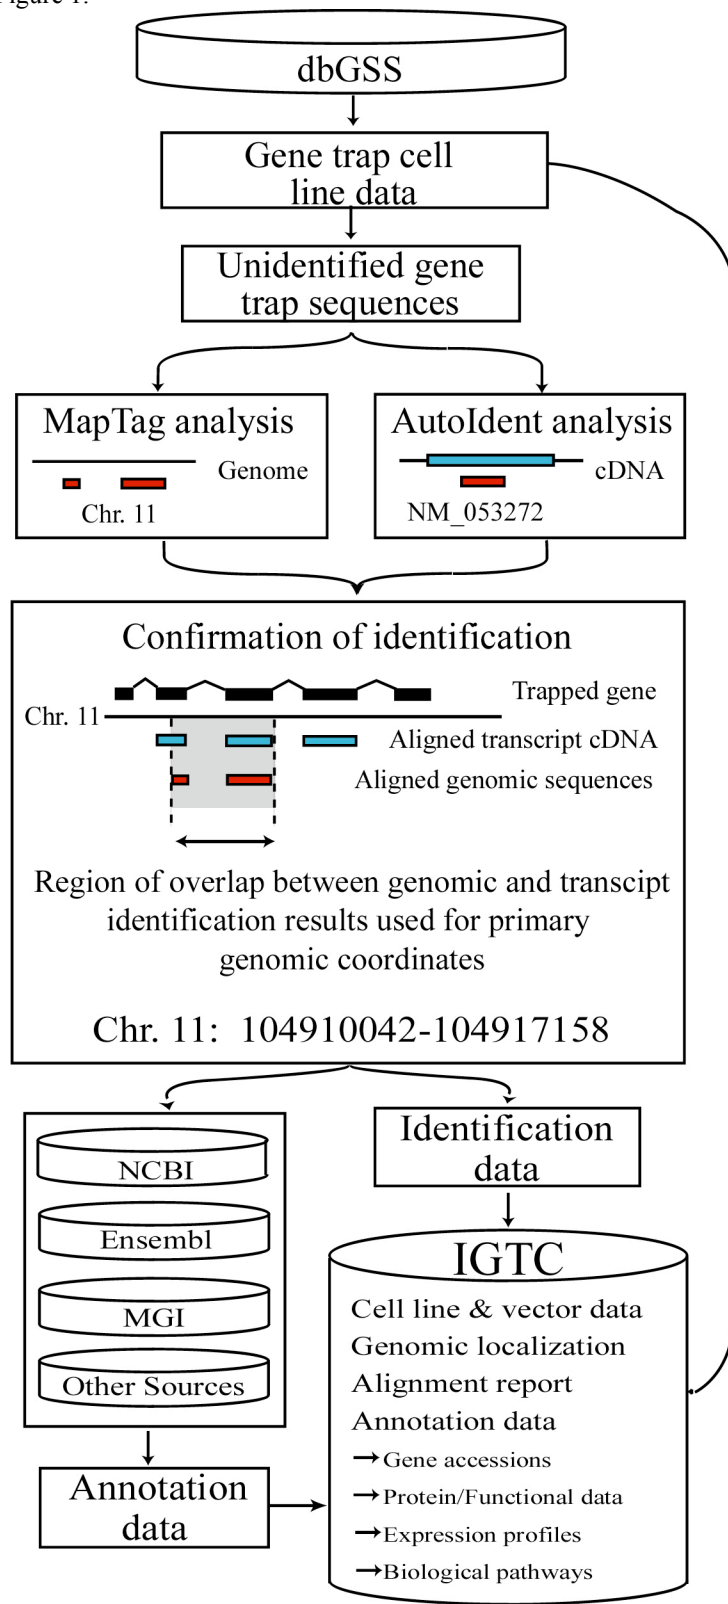 Figure 1.
dbGSS
Gene trap cell
line data
Unidentified gene
trap sequences
MapTag analysis
Genome
Chr. 11
AutoIdent analysis
cDNA
NM_053272
Confirmation of identification
Trapped gene
Chr. 11
Aligned transcript cDNA
Aligned genomic sequences
Region of overlap between genomic and transcipt
identification results used for primary
genomic coordinates
Chr. 11: 104910042-104917158
NCBI
Ensembl
MGI
Other Sources
Annotation
data
Identification
data
IGTC
Cell line & vector data
Genomic localization
Alignment report
Annotation data
→Gene accessions
→Protein/Functional data
→Expression profiles
→Biological pathways